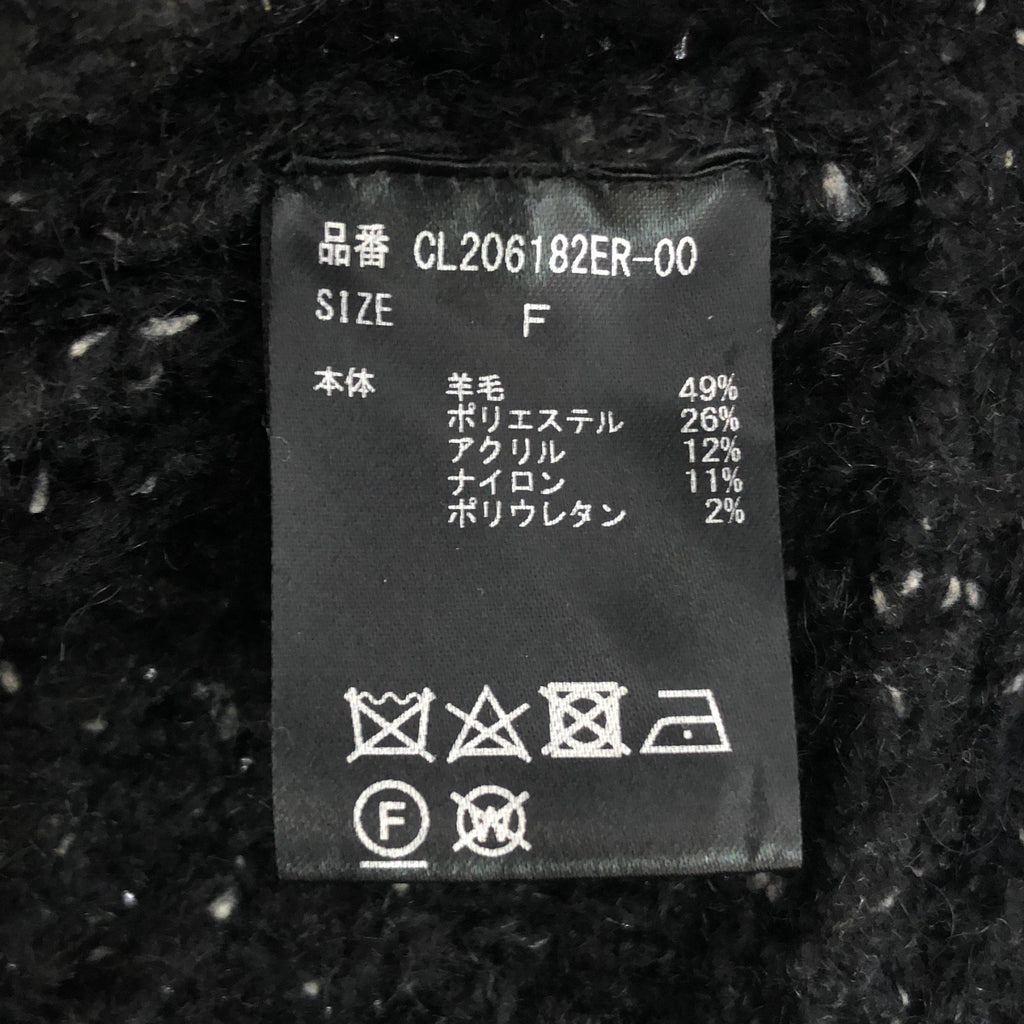 品番 CL206182ER-00
SIZE F
本体 羊毛 49%
ポリエステル 26%
アクリル 12%
ナイロン 11%
ポリウレタン 2%
F W